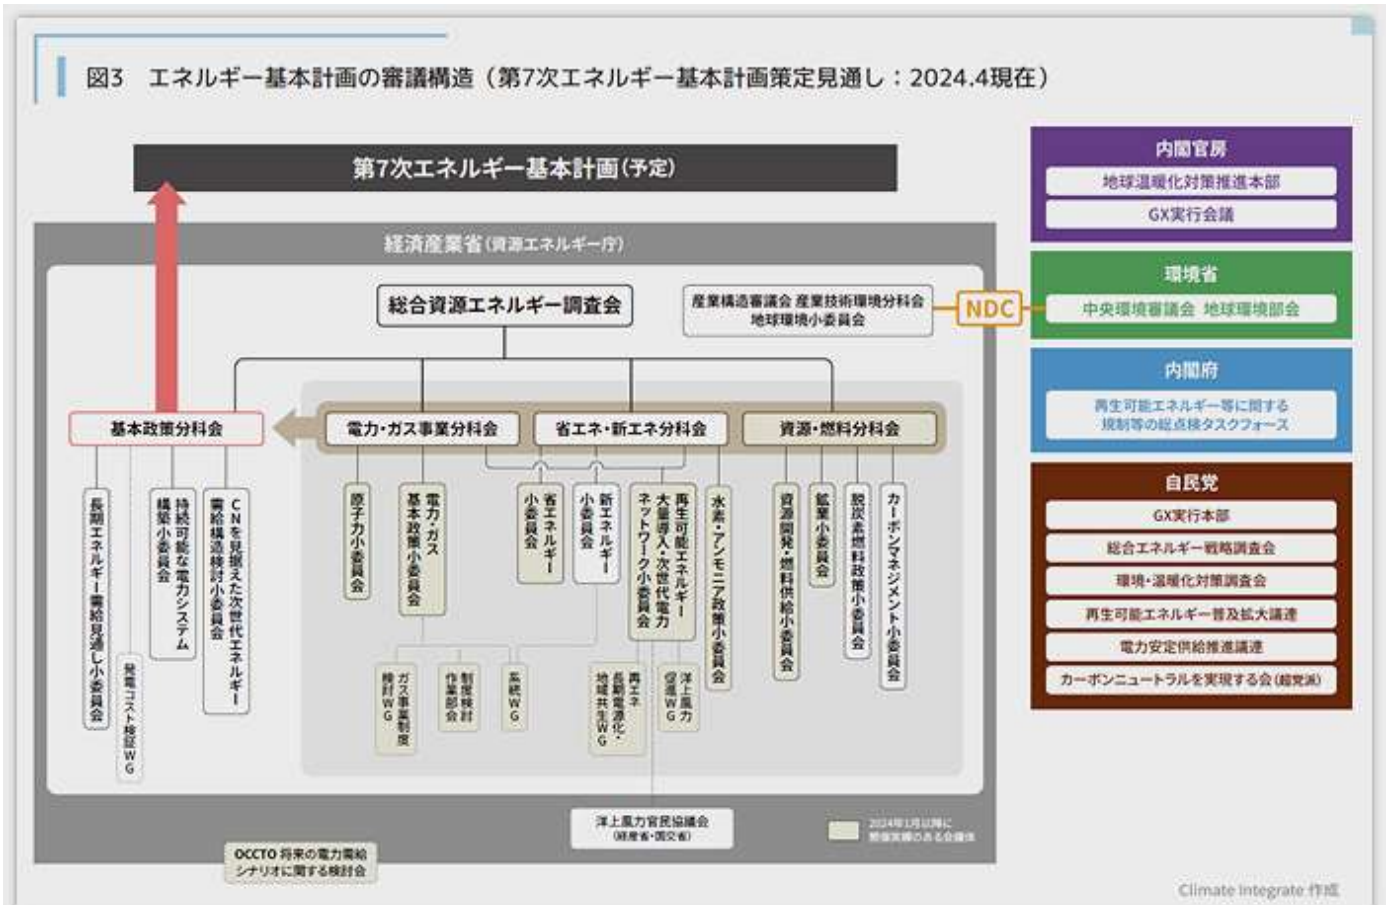 図3 エネルギー基本計画の審議構造(第7次エネルギー基本計画策定見通し:2024.4現在)
第7次エネルギー基本計画(予定)
経済産業省(資源エネルギー庁)
総合資源エネルギー調査会
産業構造審議会 産業技術環境分科会
地球環境小委員会
NDC
基本政策分科会
電力・ガス事業分科会
省エネ・新エネ分科会
資源・燃料分科会
長期エネルギー需給見通し小委員会
発電コスト検証WG
持続可能な電力システム
構築小委員会
CNを見据えた次世代エネルギー
需給構造検討小委員会
原子力小委員会
電力・ガス
基本政策小委員会
省エネルギー
小委員会
新エネルギー
小委員会
再生可能エネルギー
大量導入・次世代電力
ネットワーク小委員会
水素・アンモニア政策小委員会
資源開発・燃料供給小委員会
鉱業小委員会
脱炭素燃料政策小委員会
カーボンマネジメント小委員会
ガス事業制度
検討WG
制度検討
作業部会
系統WG
再エネ
長期電源化・
地域共生WG
洋上風力
促進WG
洋上風力官民協議会
(経産省・国交省)
2024年1月以降に
開催実績のある会議体
OCCTO 将来の電力需給
シナリオに関する検討会
内閣官房
地球温暖化対策推進本部
GX実行会議
環境省
中央環境審議会 地球環境部会
内閣府
再生可能エネルギー等に関する
規制等の総点検タスクフォース
自民党
GX実行本部
総合エネルギー戦略調査会
環境・温暖化対策調査会
再生可能エネルギー普及拡大議連
電力安定供給推進議連
カーボンニュートラルを実現する会(超党派)
Climate Integrate 作成